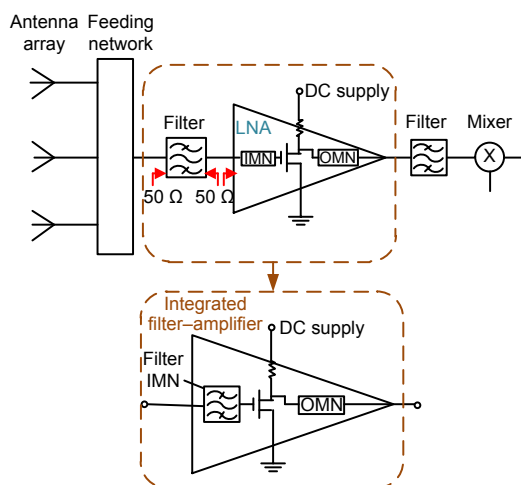 Antenna
array
Feeding
network
DC supply
LNA
Filter
IMN
OMN
50 Ω
50 Ω
Filter
Mixer
X
Integrated
filter–amplifier
DC supply
Filter
IMN
OMN